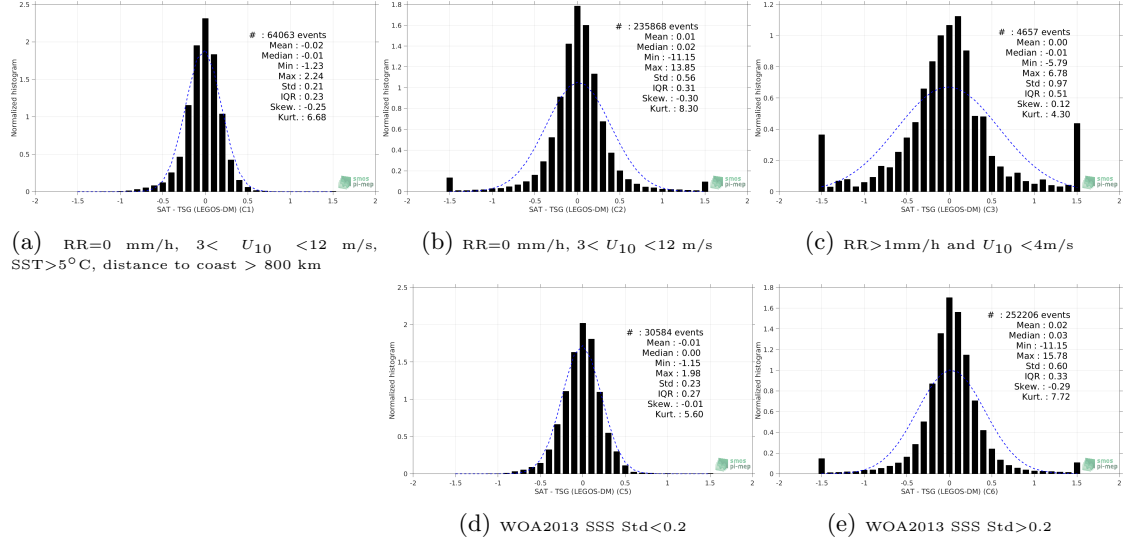 2.5
2
1.5
1
0.5
0
Normalized histogram
-2
-1.5
-1
-0.5
0
0.5
1
1.5
2
SAT - TSG (LEGOS-DM) (C1)
# : 64063 events
Mean : -0.02
Median : -0.01
Min : -1.23
Max : 2.24
Std : 0.21
IQR : 0.23
Skew. : -0.25
Kurt. : 6.68
smos
pi-mep
(a) RR=0 mm/h, 3< U10 <12 m/s,
SST>5°C, distance to coast > 800 km
1.8
1.6
1.4
1.2
1
0.8
0.6
0.4
0.2
0
Normalized histogram
-2
-1.5
-1
-0.5
0
0.5
1
1.5
2
SAT - TSG (LEGOS-DM) (C2)
# : 235868 events
Mean : 0.01
Median : 0.02
Min : -11.15
Max : 13.85
Std : 0.56
IQR : 0.31
Skew. : -0.30
Kurt. : 8.30
smos
pi-mep
(b) RR=0 mm/h, 3< U10 <12 m/s
1.2
1
0.8
0.6
0.4
0.2
0
Normalized histogram
-2
-1.5
-1
-0.5
0
0.5
1
1.5
2
SAT - TSG (LEGOS-DM) (C3)
# : 4657 events
Mean : 0.00
Median : -0.01
Min : -5.79
Max : 6.78
Std : 0.97
IQR : 0.51
Skew. : 0.12
Kurt. : 4.30
smos
pi-mep
(c) RR>1mm/h and U10 <4m/s
2.5
2
1.5
1
0.5
0
Normalized histogram
-2
-1.5
-1
-0.5
0
0.5
1
1.5
2
SAT - TSG (LEGOS-DM) (C5)
# : 30584 events
Mean : -0.01
Median : 0.00
Min : -1.15
Max : 1.98
Std : 0.23
IQR : 0.27
Skew. : -0.01
Kurt. : 5.60
smos
pi-mep
(d) WOA2013 SSS Std<0.2
1.8
1.6
1.4
1.2
1
0.8
0.6
0.4
0.2
0
Normalized histogram
-2
-1.5
-1
-0.5
0
0.5
1
1.5
2
SAT - TSG (LEGOS-DM) (C6)
# : 252206 events
Mean : 0.02
Median : 0.03
Min : -11.15
Max : 15.78
Std : 0.60
IQR : 0.33
Skew. : -0.29
Kurt. : 7.72
smos
pi-mep
(e) WOA2013 SSS Std>0.2